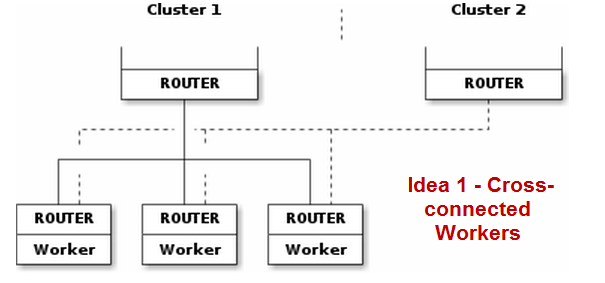 Cluster 1
Cluster 2
ROUTER
ROUTER
Idea 1 - Cross-
connected
Workers
ROUTER
ROUTER
ROUTER
Worker
Worker
Worker